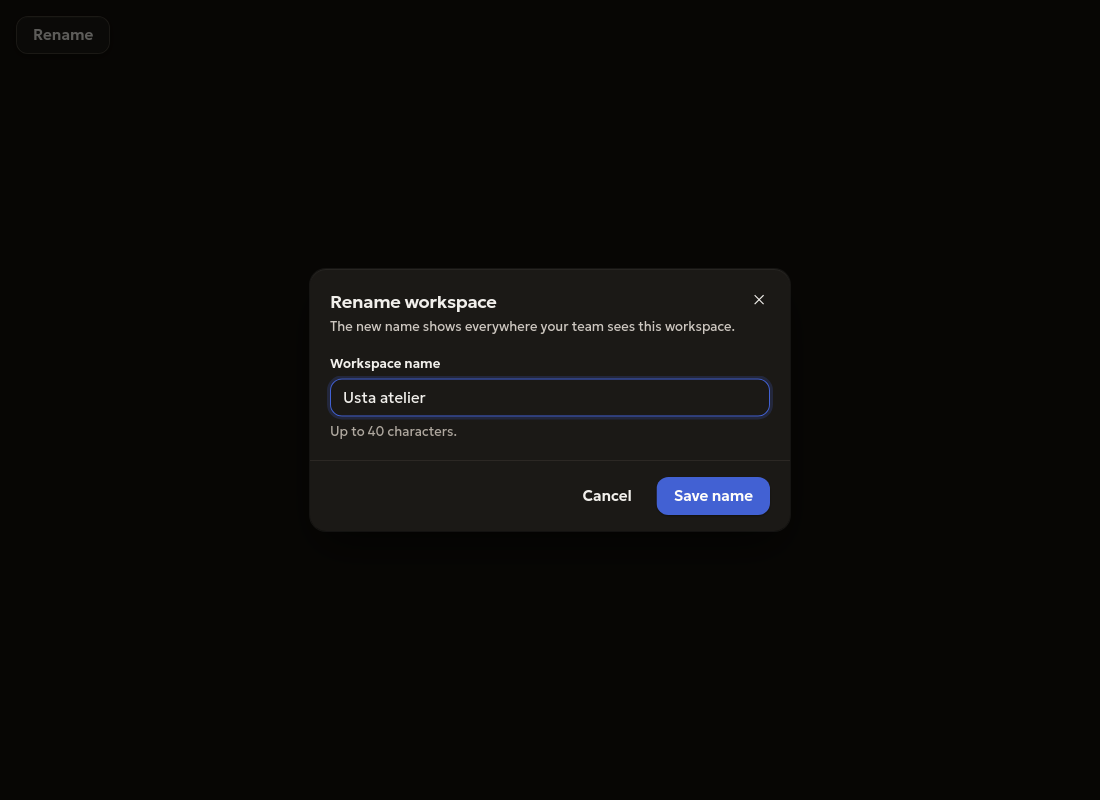 Rename
Rename workspace
The new name shows everywhere your team sees this workspace.
Workspace name
Usta atelier
Up to 40 characters.
Cancel
Save name